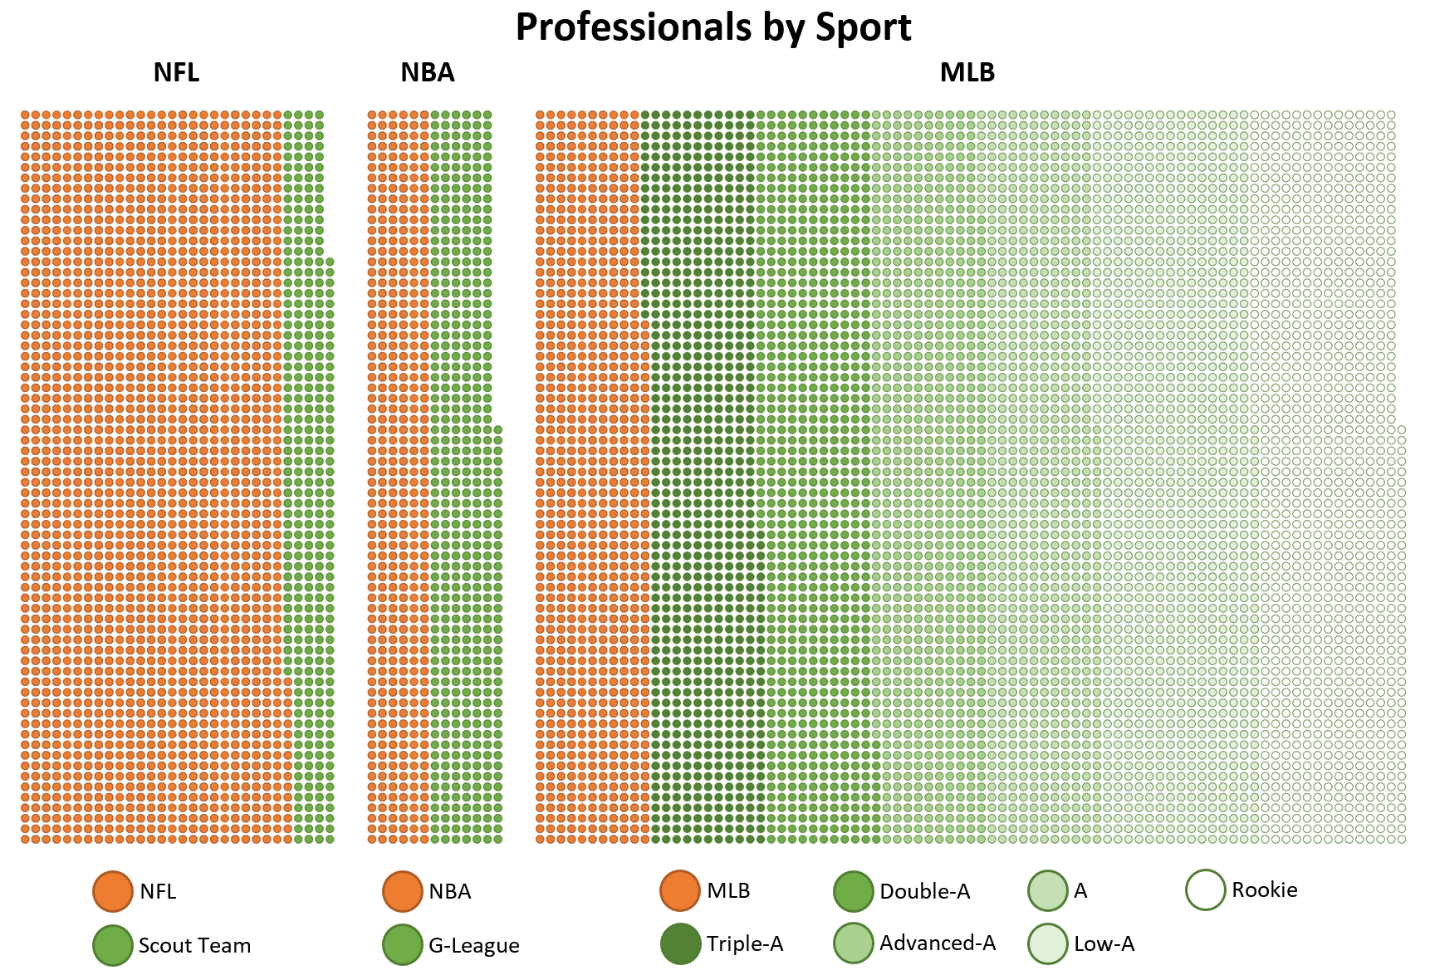 Professionals by Sport
NFL NBA MLB
NFL NBA MLB Double-A A Rookie
Scout Team G-League Triple-A Advanced-A Low-A